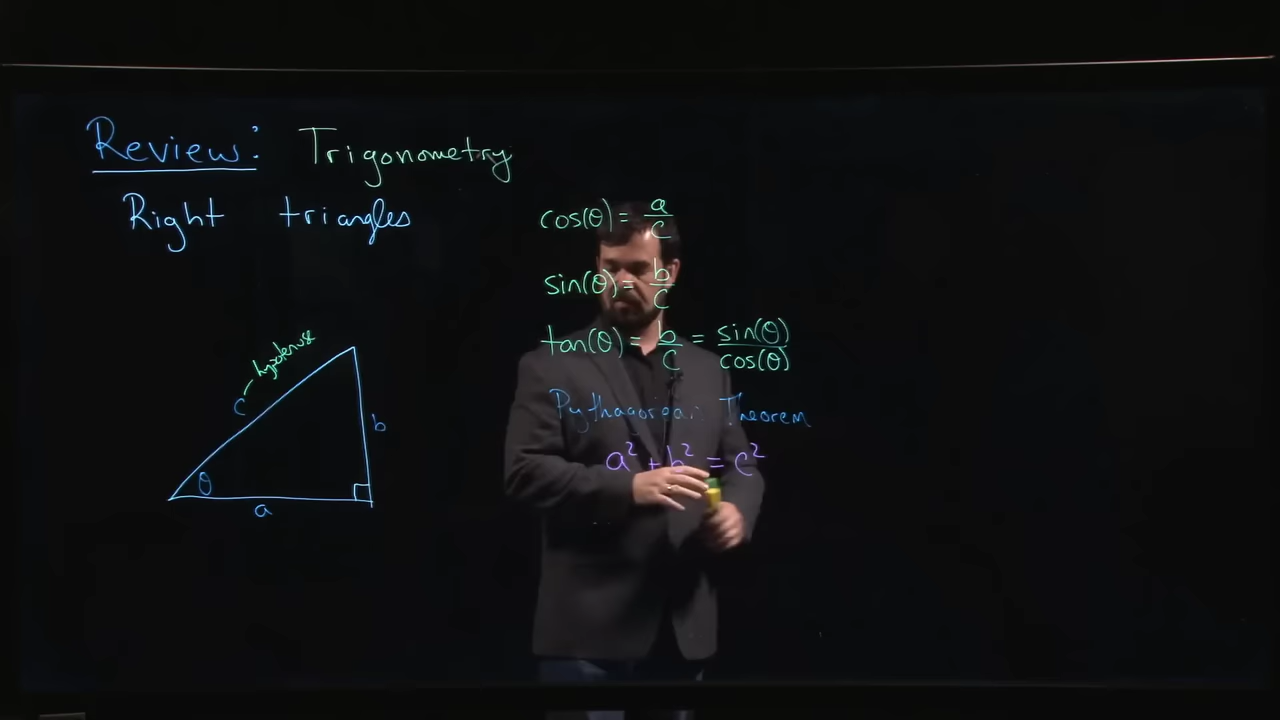 Review: Trigonometry
Right triangles
cos(θ) = a/c
sin(θ) = b/c
tan(θ) = b/c = sin(θ)/cos(θ)
Pythagorean Theorem
a² + b² = c²
hypotenuse
c
b
θ
a